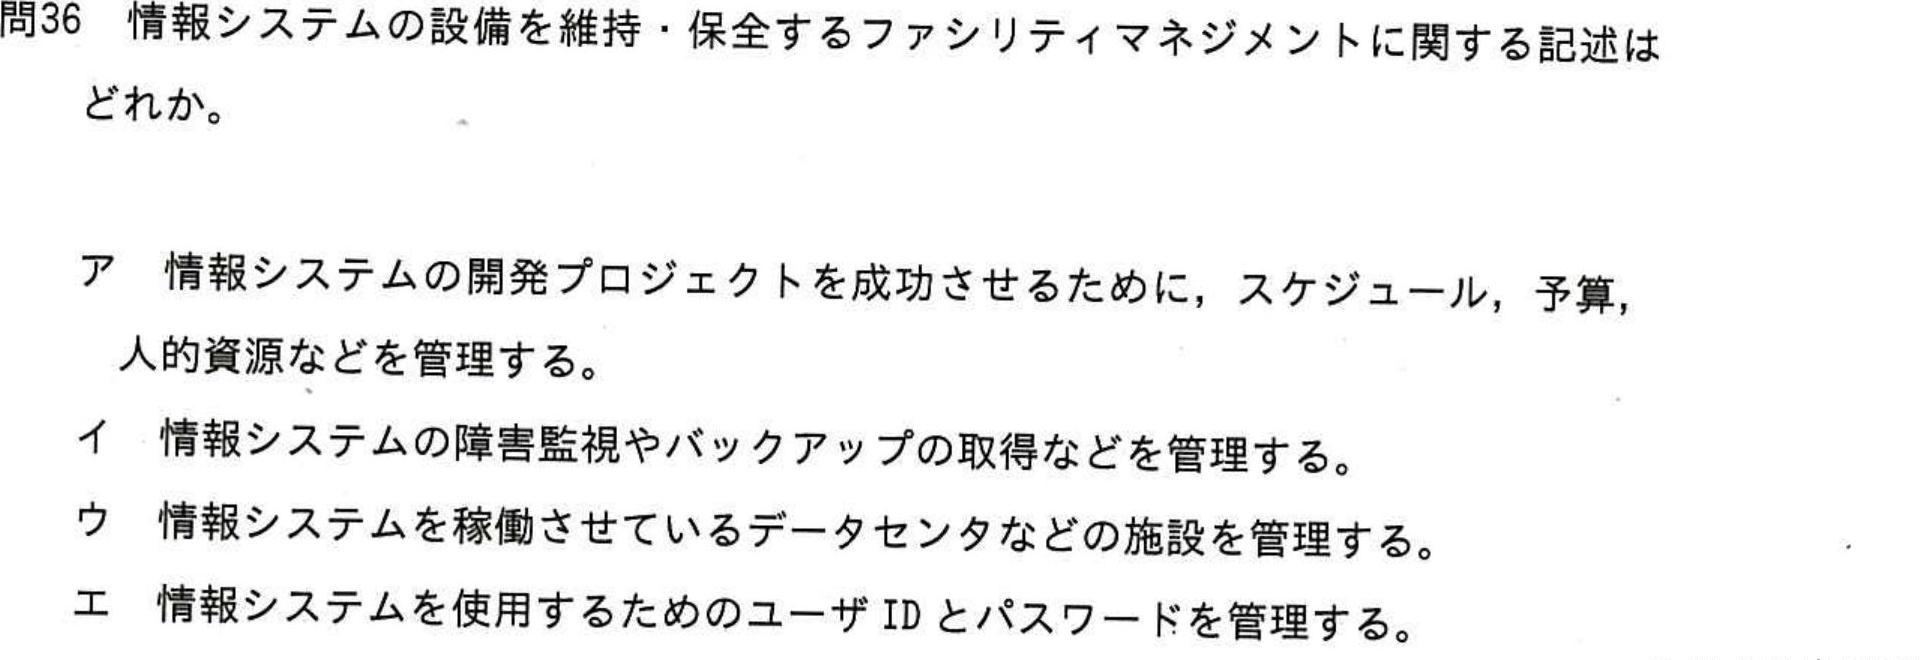 問36 情報システムの設備を維持・保全するファシリティマネジメントに関する記述は
どれか。
ア 情報システムの開発プロジェクトを成功させるために，スケジュール，予算，
人的資源などを管理する。
イ 情報システムの障害監視やバックアップの取得などを管理する。
ウ 情報システムを稼働させているデータセンタなどの施設を管理する。
エ 情報システムを使用するためのユーザIDとパスワードを管理する。